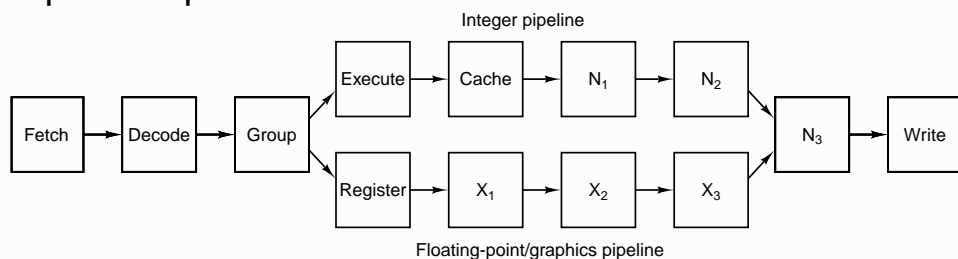 Integer pipeline
Execute
Cache
N1
N2
Fetch
Decode
Group
N3
Write
Register
X1
X2
X3
Floating-point/graphics pipeline